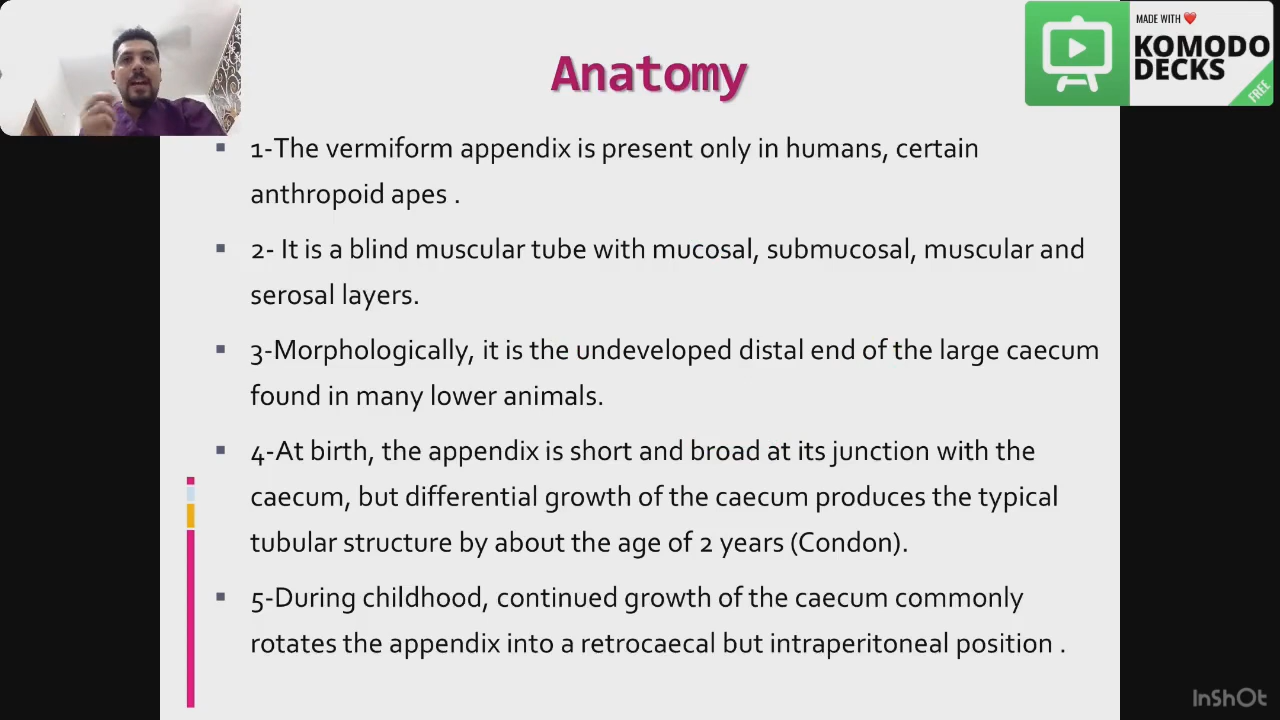 MADE WITH ❤️
KOMODO
DECKS
FREE
Anatomy
▪ 1-The vermiform appendix is present only in humans, certain
anthropoid apes .
▪ 2- It is a blind muscular tube with mucosal, submucosal, muscular and
serosal layers.
▪ 3-Morphologically, it is the undeveloped distal end of the large caecum
found in many lower animals.
▪ 4-At birth, the appendix is short and broad at its junction with the
caecum, but differential growth of the caecum produces the typical
tubular structure by about the age of 2 years (Condon).
▪ 5-During childhood, continued growth of the caecum commonly
rotates the appendix into a retrocaecal but intraperitoneal position .
InShOt